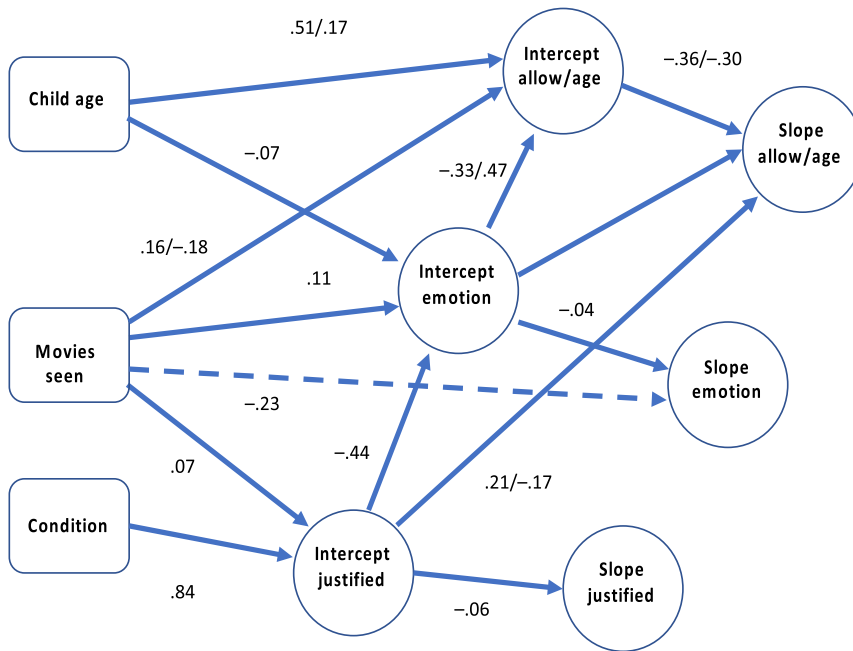 .51/.17
Intercept
allow/age
–.36/–.30
Child age
Slope
allow/age
–.07
–.33/.47
.16/–.18
Intercept
emotion
.11
–.04
Movies
seen
Slope
emotion
–.23
–.44
.07
.21/–.17
Condition
Intercept
justified
Slope
justified
.84
–.06